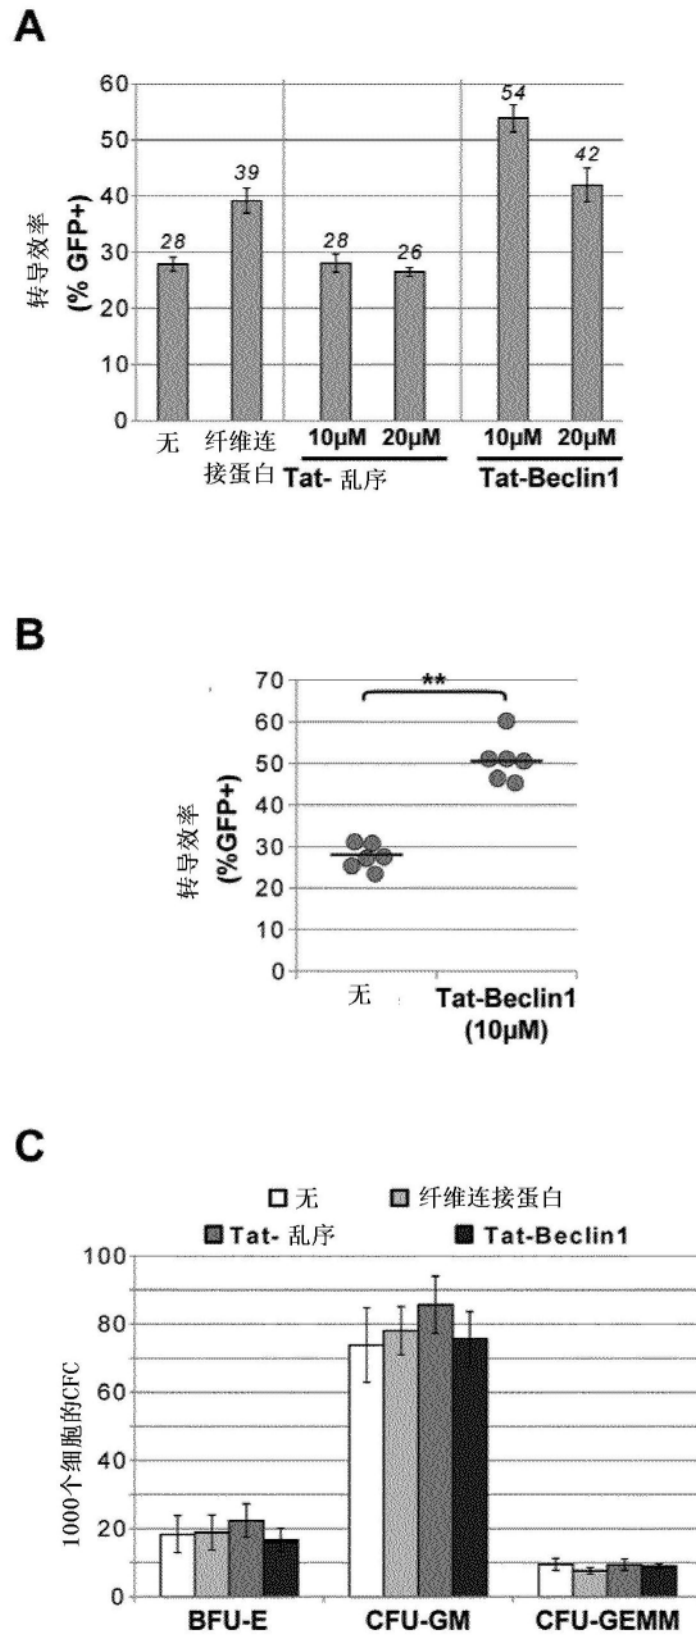 A
60
50
40
30
20
10
0
转导效率
(% GFP+)
28
39
28
26
54
42
无
纤维连
接蛋白
10μM 20μM
10μM 20μM
Tat- 乱序
Tat-Beclin1
B
70
60
50
40
30
20
10
0
转导效率
(%GFP+)
**
无
Tat-Beclin1
(10μM)
C
无 纤维连接蛋白
Tat- 乱序 Tat-Beclin1
100
80
60
40
20
0
1000个细胞的CFC
BFU-E CFU-GM CFU-GEMM